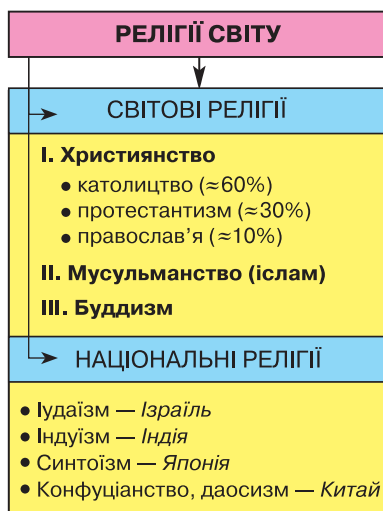 РЕЛІГІЇ СВІТУ
СВІТОВІ РЕЛІГІЇ
I. Християнство
• католицтво (≈60%)
• протестантизм (≈30%)
• православ’я (≈10%)
II. Мусульманство (іслам)
III. Буддизм
НАЦІОНАЛЬНІ РЕЛІГІЇ
• Іудаїзм — Ізраїль
• Індуїзм — Індія
• Синтоїзм — Японія
• Конфуціанство, даосизм — Китай